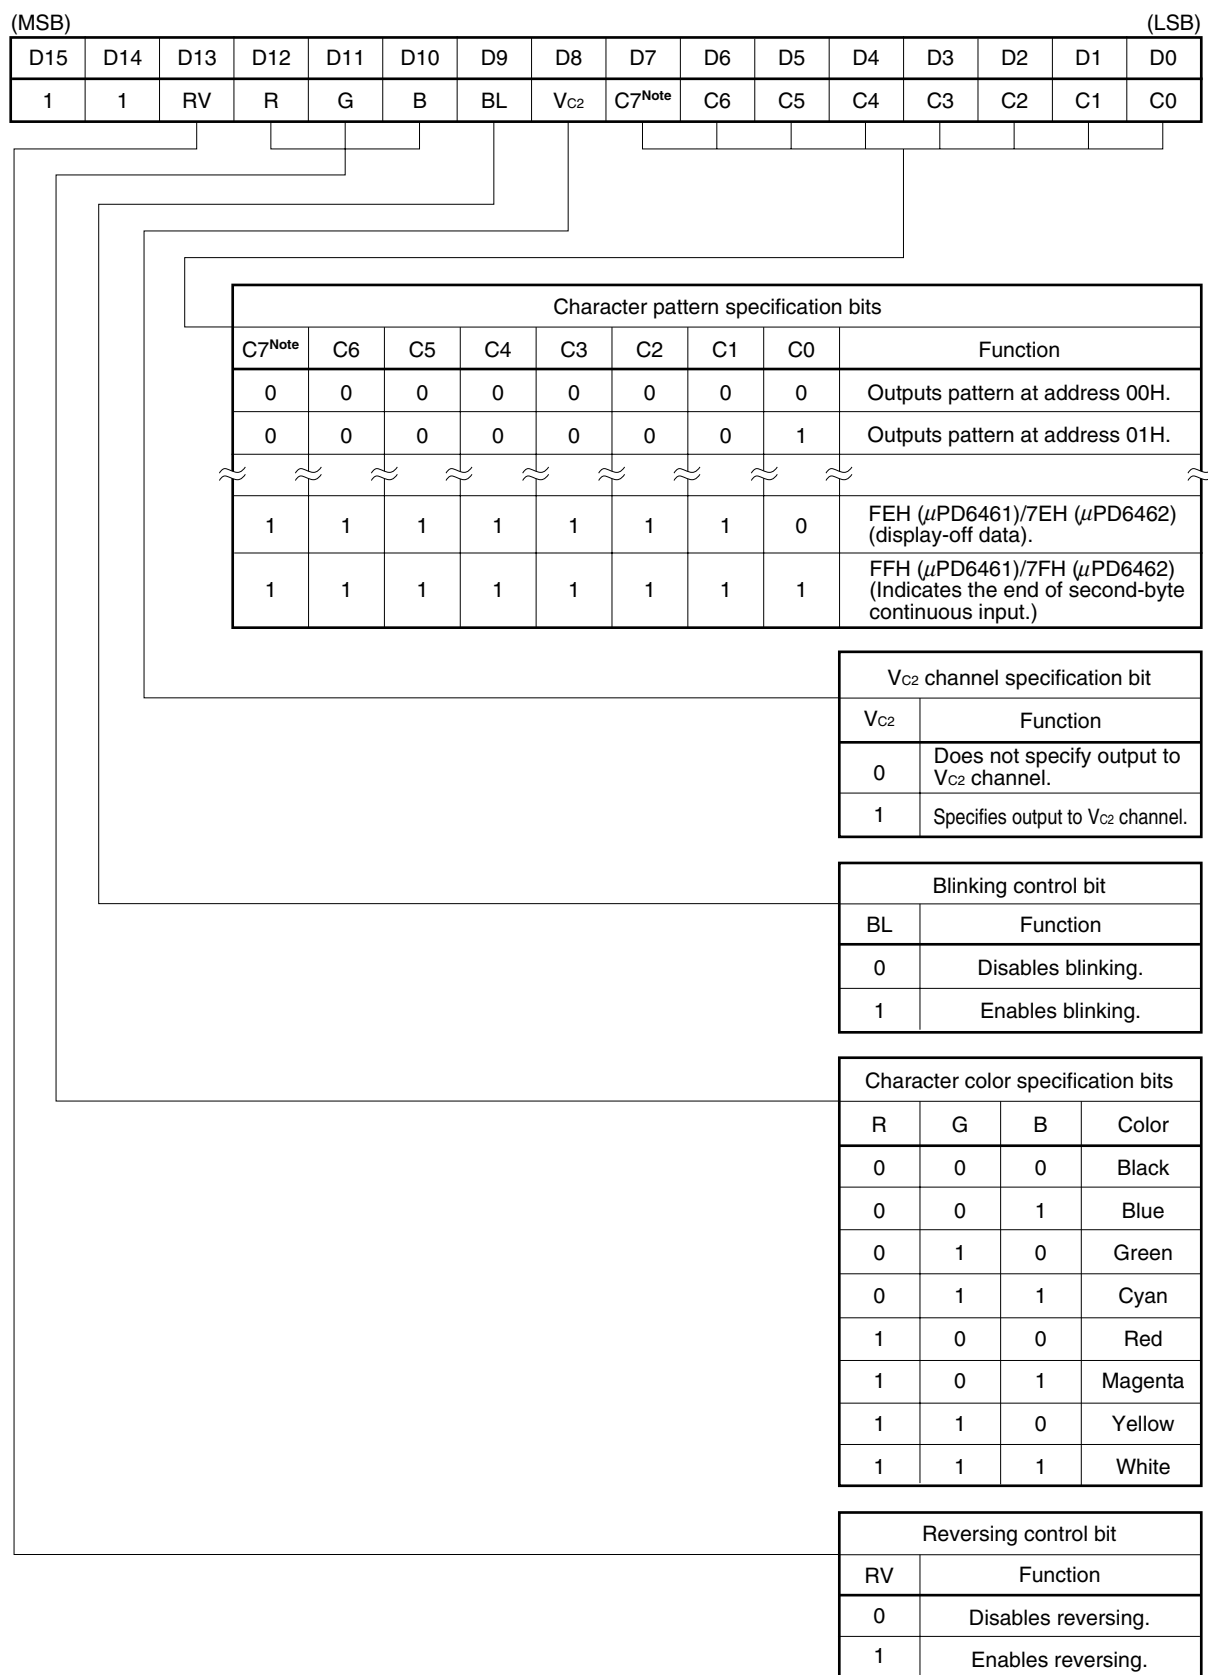 (MSB) (LSB)
D15 D14 D13 D12 D11 D10 D9 D8 D7 D6 D5 D4 D3 D2 D1 D0
1 1 RV R G B BL VC2 C7Note C6 C5 C4 C3 C2 C1 C0
Character pattern specification bits
C7Note C6 C5 C4 C3 C2 C1 C0 Function
0 0 0 0 0 0 0 0 Outputs pattern at address 00H.
0 0 0 0 0 0 0 1 Outputs pattern at address 01H.
1 1 1 1 1 1 1 0 FEH (μPD6461)/7EH (μPD6462)
(display-off data).
1 1 1 1 1 1 1 1 FFH (μPD6461)/7FH (μPD6462)
(Indicates the end of second-byte
continuous input.)
VC2 channel specification bit
VC2 Function
0 Does not specify output to
VC2 channel.
1 Specifies output to VC2 channel.
Blinking control bit
BL Function
0 Disables blinking.
1 Enables blinking.
Character color specification bits
R G B Color
0 0 0 Black
0 0 1 Blue
0 1 0 Green
0 1 1 Cyan
1 0 0 Red
1 0 1 Magenta
1 1 0 Yellow
1 1 1 White
Reversing control bit
RV Function
0 Disables reversing.
1 Enables reversing.